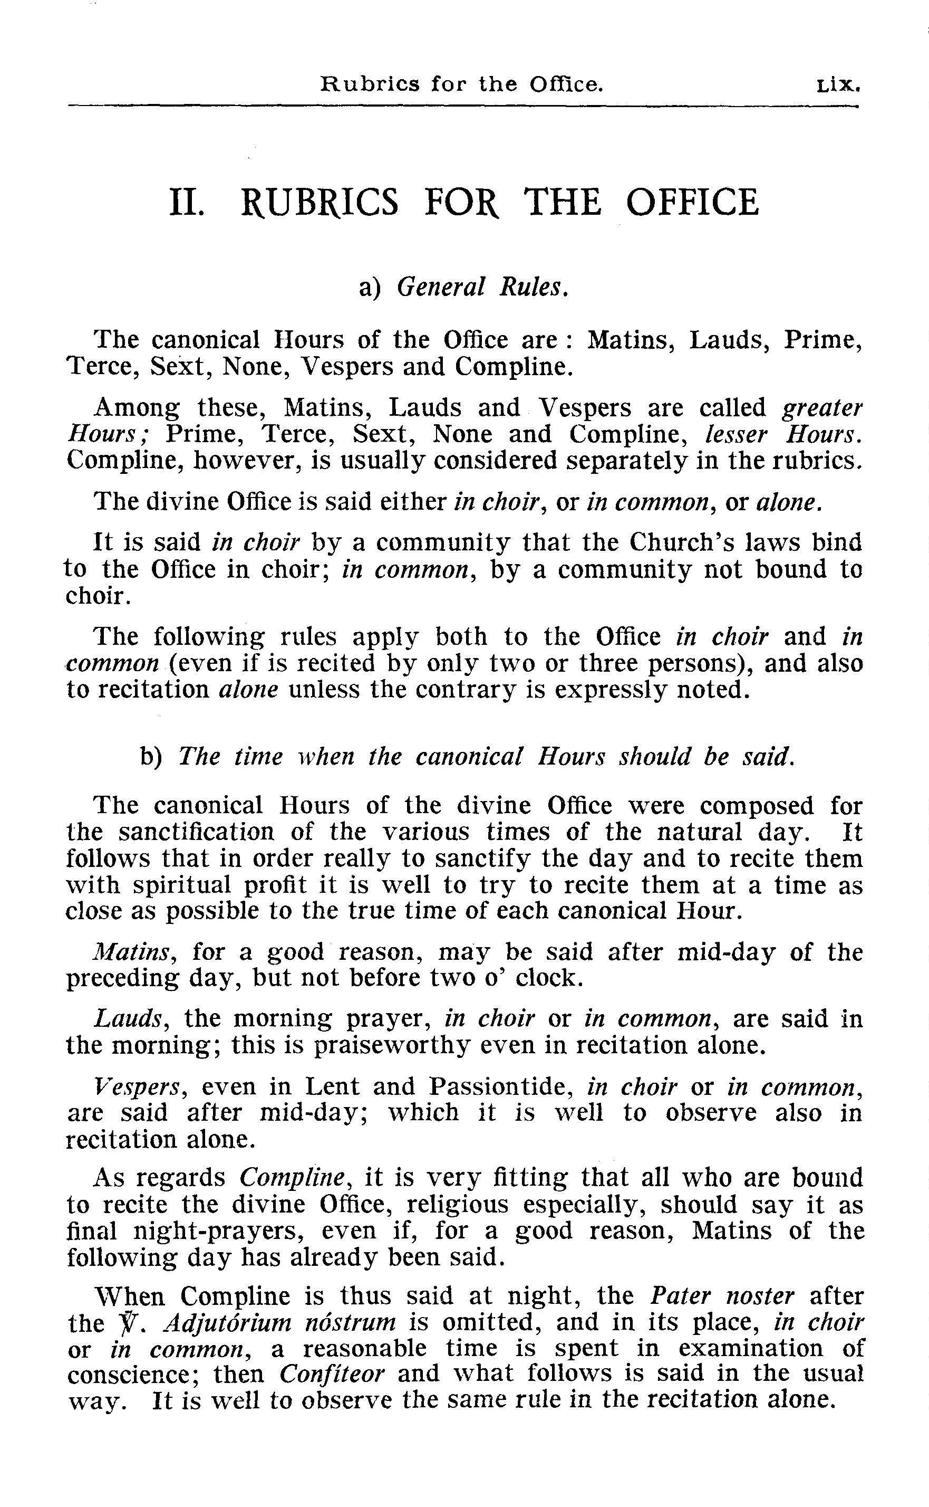 Rubrics for the Office. Lix.
II. RUBRICS FOR THE OFFICE
a) General Rules.
The canonical Hours of the Office are : Matins, Lauds, Prime,
Terce, Sext, None, Vespers and Compline.
Among these, Matins, Lauds and Vespers are called greater
Hours; Prime, Terce, Sext, None and Compline, lesser Hours.
Compline, however, is usually considered separately in the rubrics.
The divine Office is said either in choir, or in common, or alone.
It is said in choir by a community that the Church's laws bind
to the Office in choir; in common, by a community not bound to
choir.
The following rules apply both to the Office in choir and in
common (even if is recited by only two or three persons), and also
to recitation alone unless the contrary is expressly noted.
b) The time when the canonical Hours should be said.
The canonical Hours of the divine Office were composed for
the sanctification of the various times of the natural day. It
follows that in order really to sanctify the day and to recite them
with spiritual profit it is well to try to recite them at a time as
close as possible to the true time of each canonical Hour.
Matins, for a good reason, may be said after mid-day of the
preceding day, but not before two o' clock.
Lauds, the morning prayer, in choir or in common, are said in
the morning; this is praiseworthy even in recitation alone.
Vespers, even in Lent and Passiontide, in choir or in common,
are said after mid-day; which it is well to observe also in
recitation alone.
As regards Compline, it is very fitting that all who are bound
to recite the divine Office, religious especially, should say it as
final night-prayers, even if, for a good reason, Matins of the
following day has already been said.
When Compline is thus said at night, the Pater noster after
the ℣. Adjutórium nóstrum is omitted, and in its place, in choir
or in common, a reasonable time is spent in examination of
conscience; then Confíteor and what follows is said in the usual
way. It is well to observe the same rule in the recitation alone.